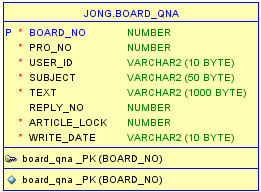 JONG.BOARD_QNA
P * BOARD_NO NUMBER
* PRO_NO NUMBER
* USER_ID VARCHAR2 (10 BYTE)
* SUBJECT VARCHAR2 (50 BYTE)
* TEXT VARCHAR2 (1000 BYTE)
REPLY_NO NUMBER
* ARTICLE_LOCK NUMBER
* WRITE_DATE VARCHAR2 (10 BYTE)
board_qna _PK (BOARD_NO)
board_qna _PK (BOARD_NO)